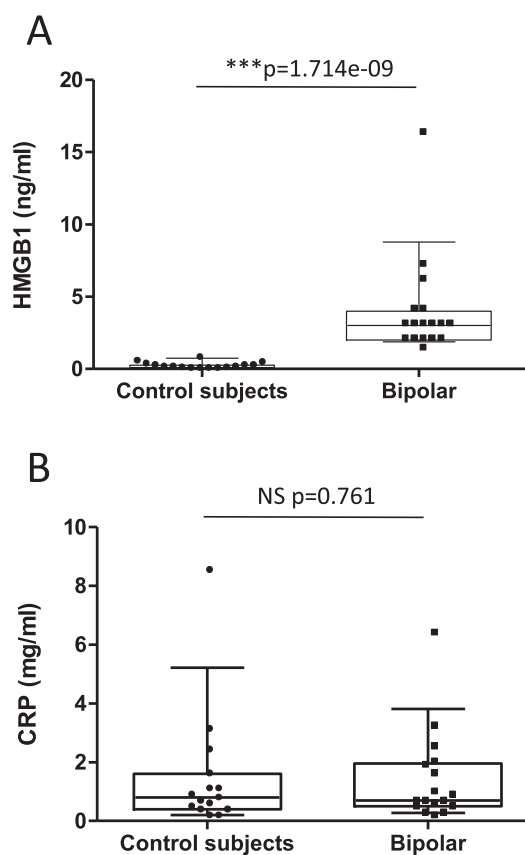 A
***p=1.714e-09
HMGB1 (ng/ml)
20
15
10
5
0
Control subjects Bipolar
B
NS p=0.761
CRP (mg/ml)
10
8
6
4
2
0
Control subjects Bipolar